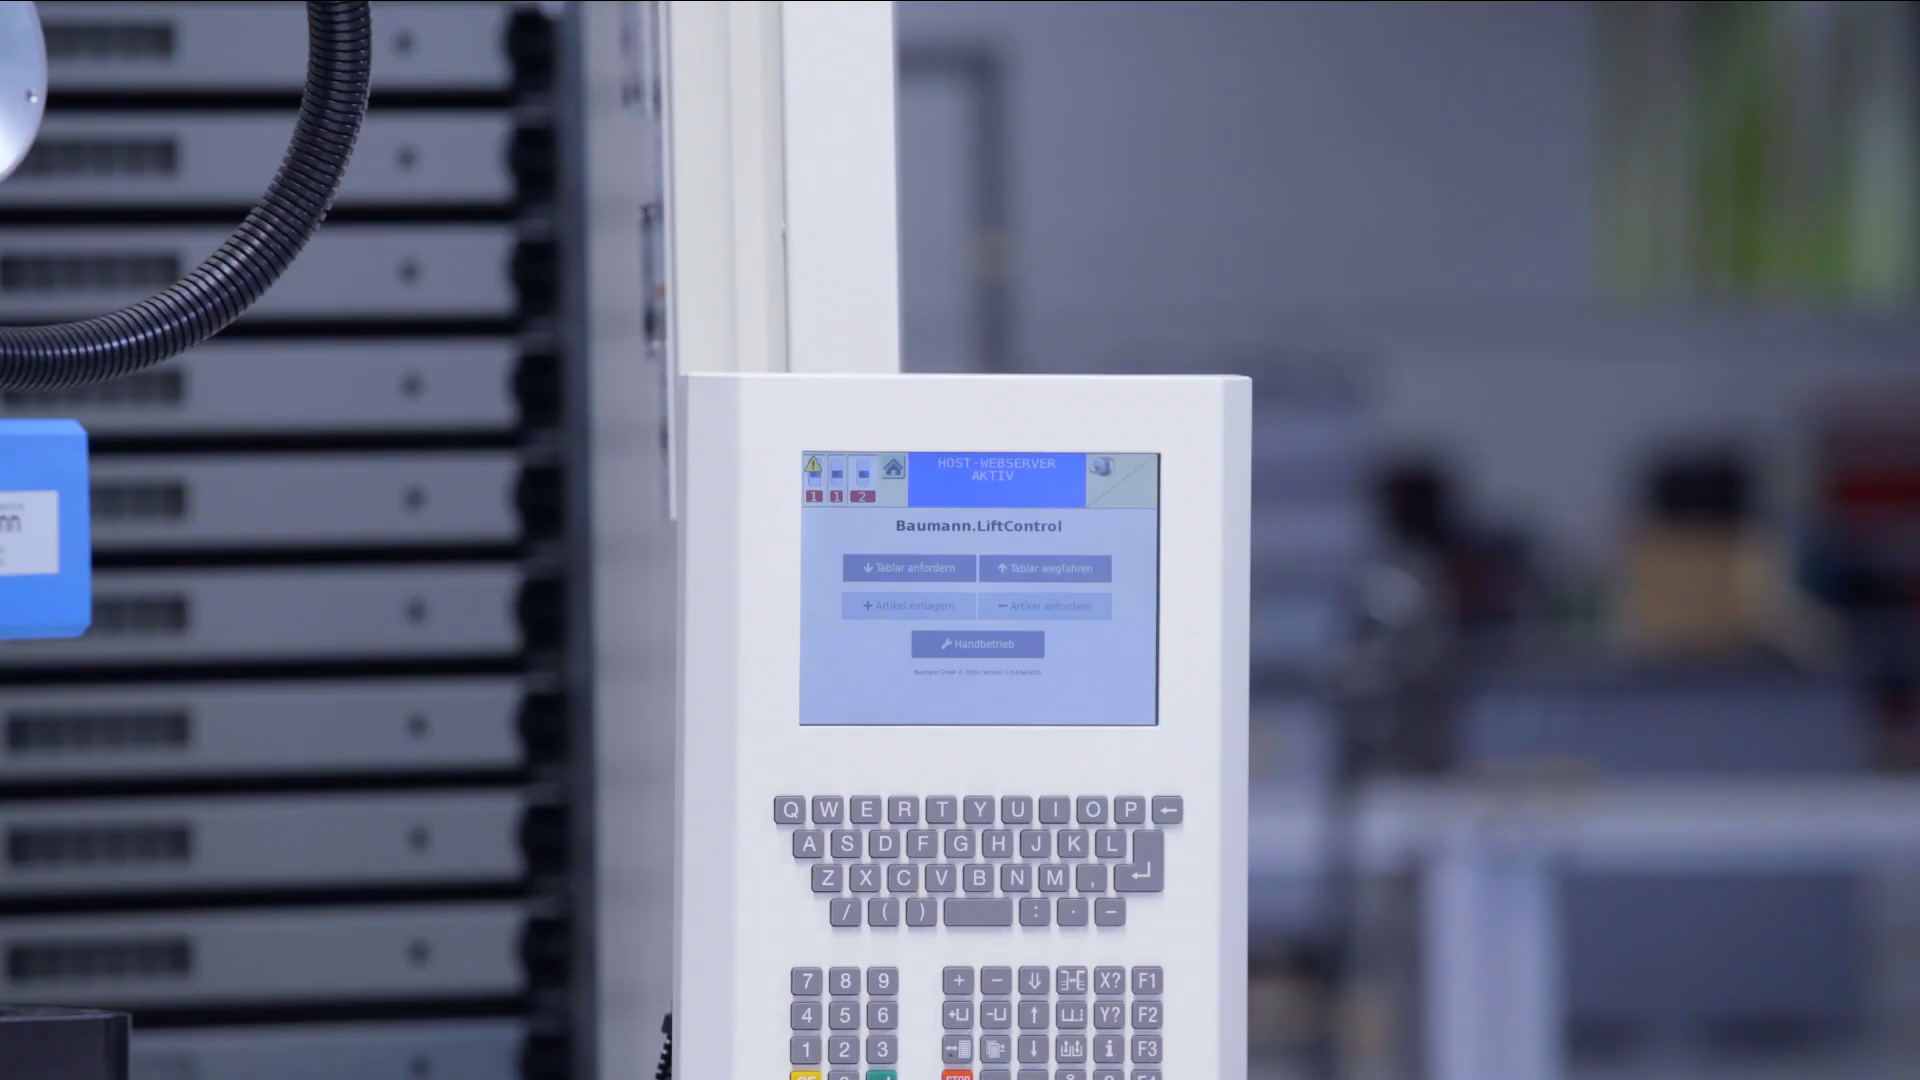 HOST-WEBSERVER
AKTIV
1 1 2
Baumann.LiftControl
Tablar anfordern
Tablar wegfahren
+ Artikel einlagern
− Artikel anfordern
Handbetrieb
Q W E R T Y U I O P ←
A S D F G H J K L
Z X C V B N M ,
/ ( ) : · −
7 8 9 + − ⇓ X? F1
4 5 6 ↑ Y? F2
1 2 3 ↓ i F3
STOP